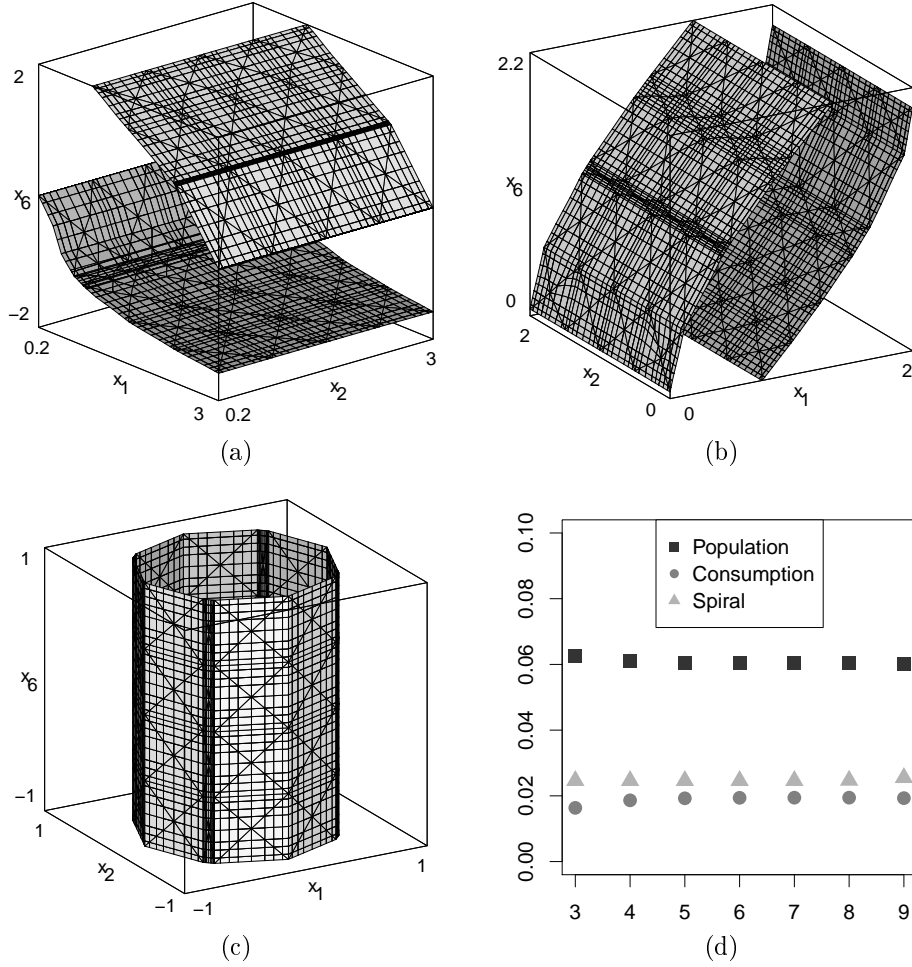 2
x6
−2
0.2
x1
3
0.2
x2
3
(a)
2.2
x6
0
2
x2
0
0
x1
2
(b)
1
x6
−1
1
x2
−1
−1
x1
1
(c)
0.10
0.08
0.06
0.04
0.02
0.00
Population
Consumption
Spiral
3 4 5 6 7 8 9
(d)